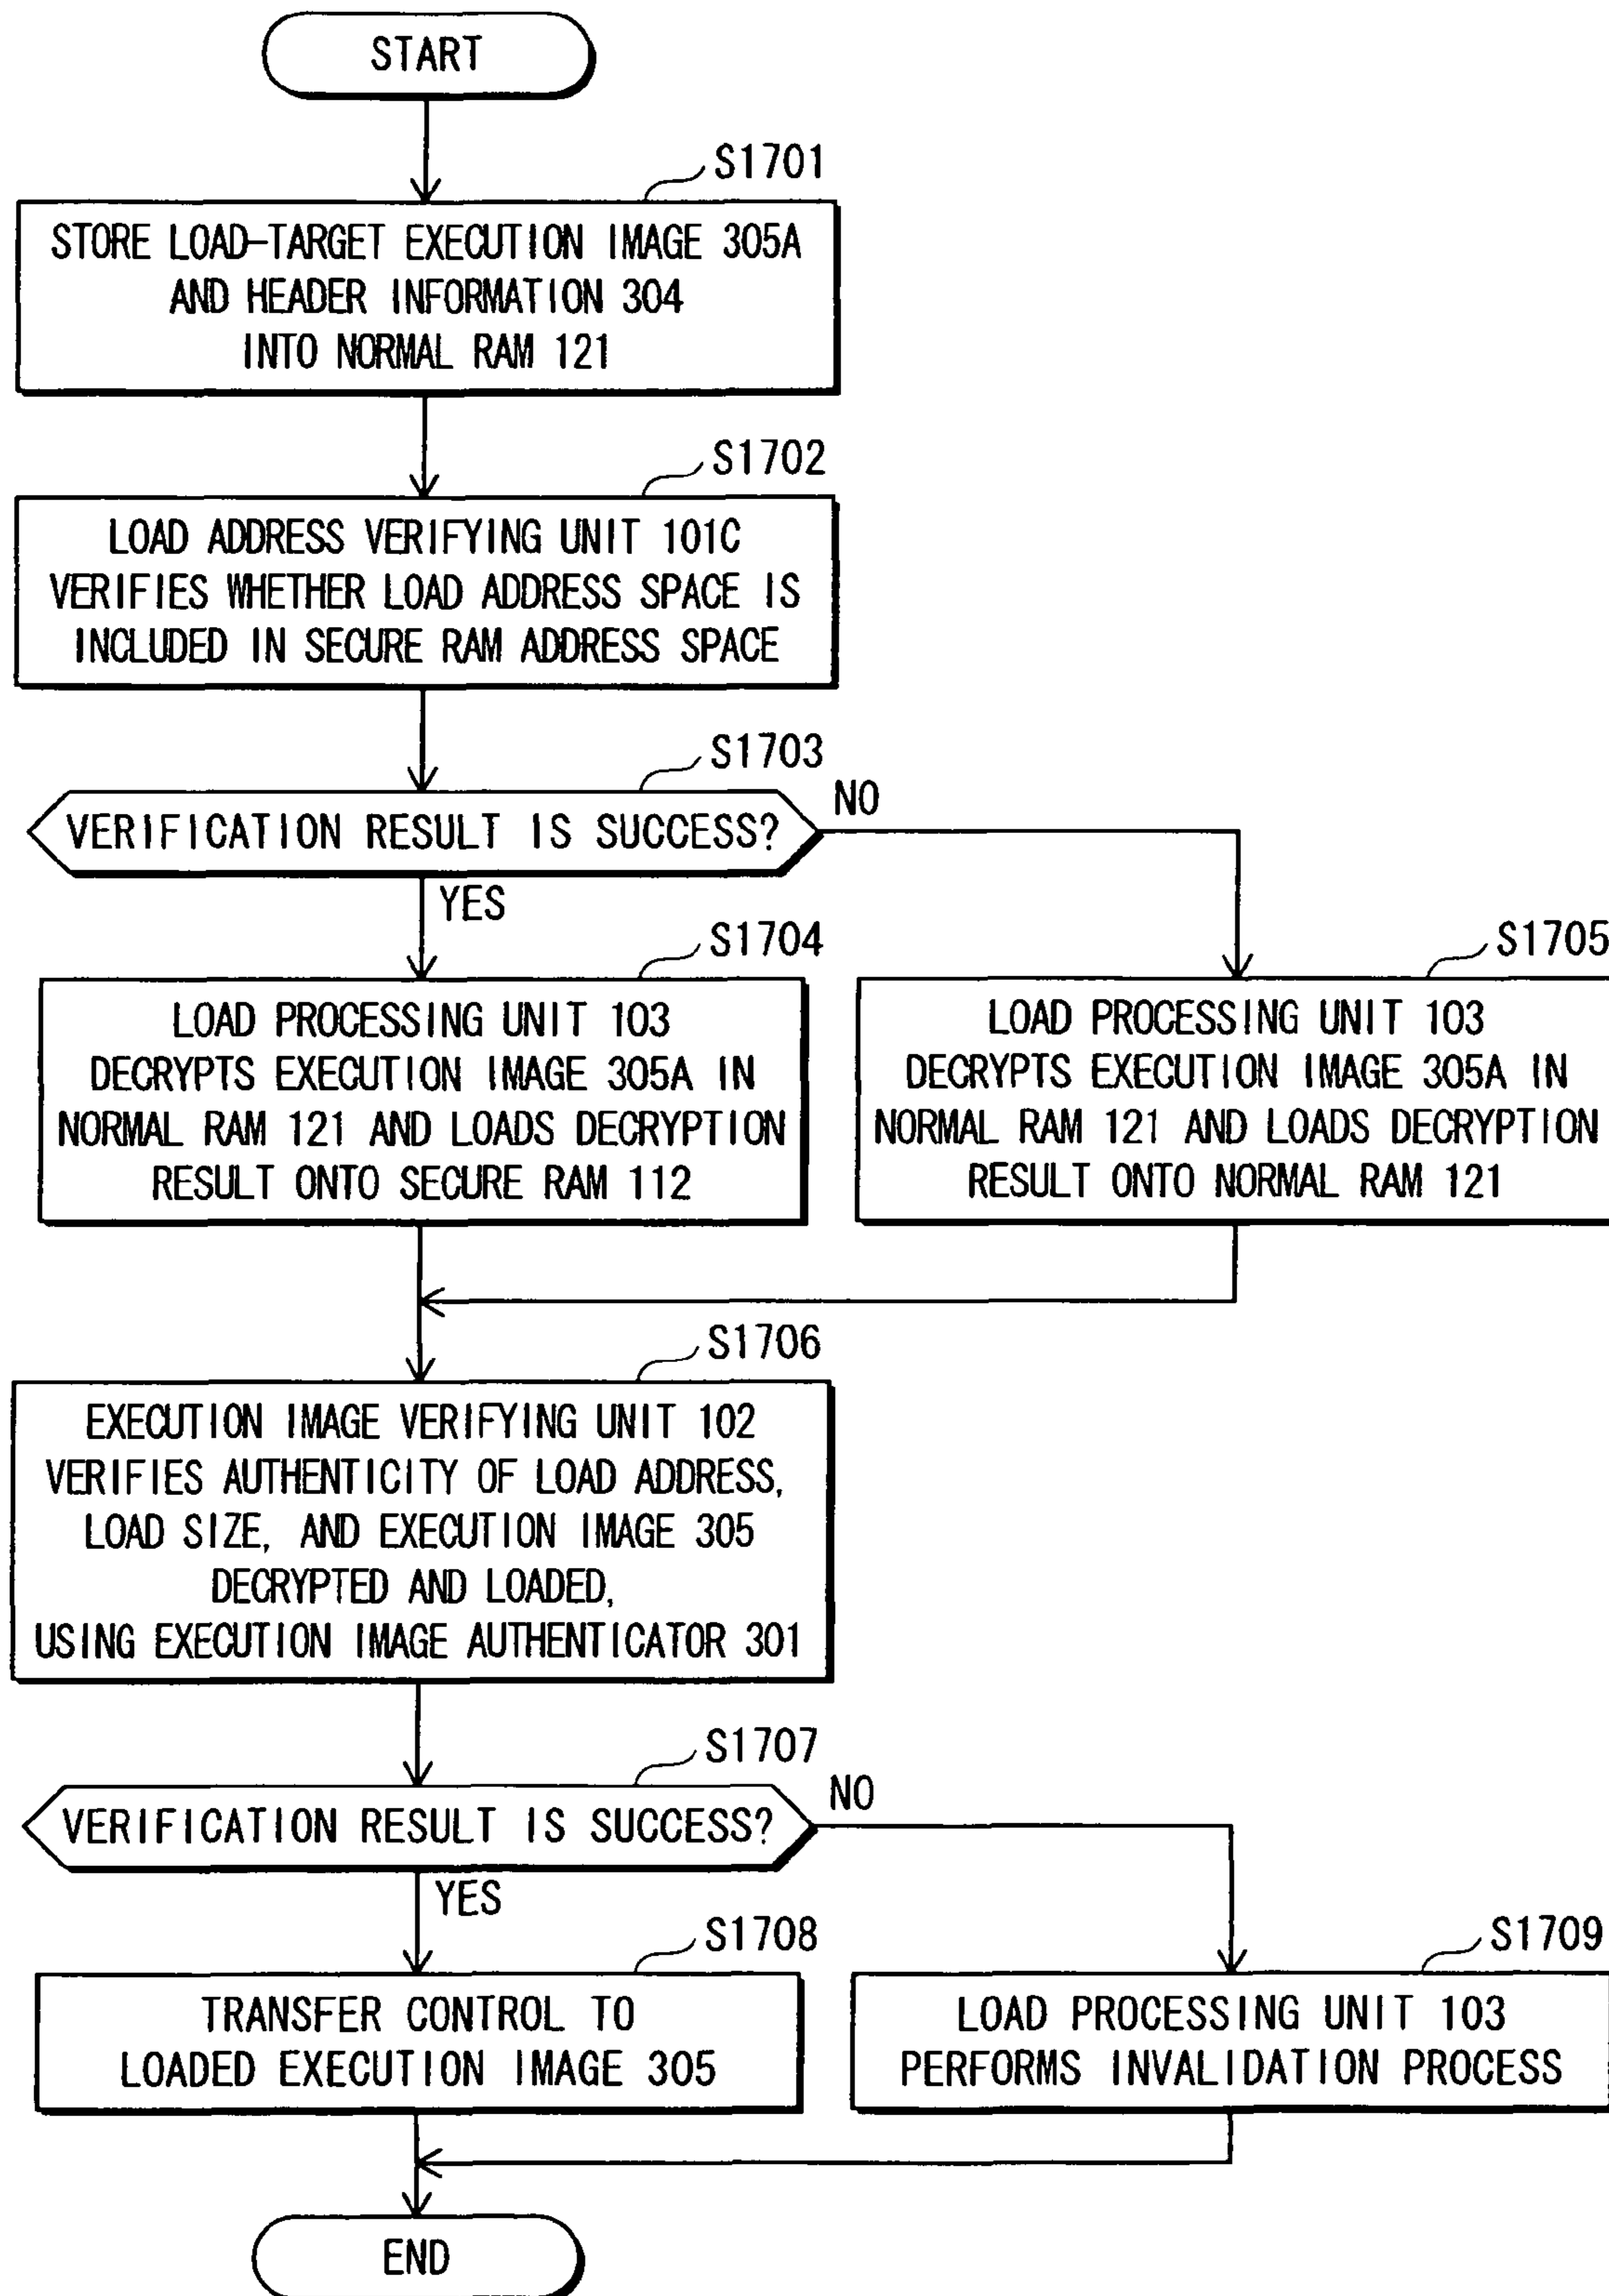 START
S1701
STORE LOAD-TARGET EXECUTION IMAGE 305A
AND HEADER INFORMATION 304
INTO NORMAL RAM 121
S1702
LOAD ADDRESS VERIFYING UNIT 101C
VERIFIES WHETHER LOAD ADDRESS SPACE IS
INCLUDED IN SECURE RAM ADDRESS SPACE
S1703
VERIFICATION RESULT IS SUCCESS?
NO
YES
S1704
LOAD PROCESSING UNIT 103
DECRYPTS EXECUTION IMAGE 305A IN
NORMAL RAM 121 AND LOADS DECRYPTION
RESULT ONTO SECURE RAM 112
S1705
LOAD PROCESSING UNIT 103
DECRYPTS EXECUTION IMAGE 305A IN
NORMAL RAM 121 AND LOADS DECRYPTION
RESULT ONTO NORMAL RAM 121
S1706
EXECUTION IMAGE VERIFYING UNIT 102
VERIFIES AUTHENTICITY OF LOAD ADDRESS,
LOAD SIZE, AND EXECUTION IMAGE 305
DECRYPTED AND LOADED,
USING EXECUTION IMAGE AUTHENTICATOR 301
S1707
VERIFICATION RESULT IS SUCCESS?
NO
YES
S1708
TRANSFER CONTROL TO
LOADED EXECUTION IMAGE 305
S1709
LOAD PROCESSING UNIT 103
PERFORMS INVALIDATION PROCESS
END